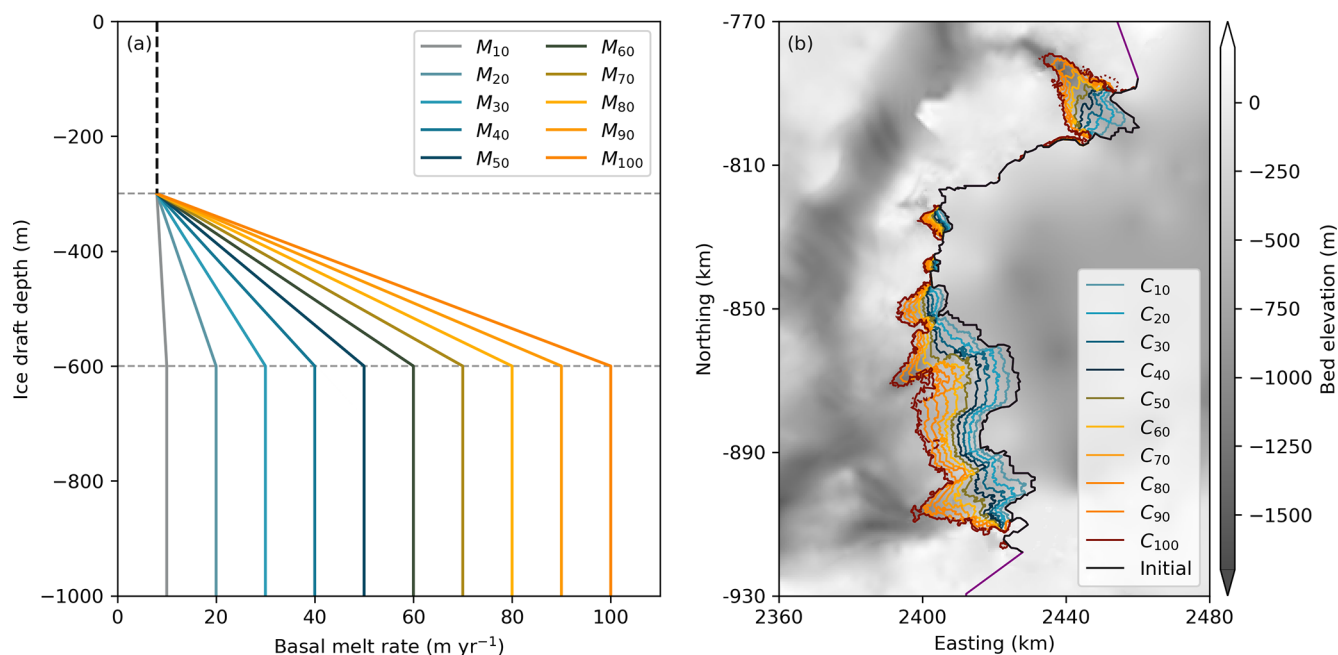 (a)
0
−200
−400
−600
−800
−1000
Ice draft depth (m)
0 20 40 60 80 100
Basal melt rate (m yr⁻¹)
M₁₀ M₆₀
M₂₀ M₇₀
M₃₀ M₈₀
M₄₀ M₉₀
M₅₀ M₁₀₀
(b)
-770
-810
-850
-890
-930
Northing (km)
2360 2400 2440 2480
Easting (km)
C₁₀
C₂₀
C₃₀
C₄₀
C₅₀
C₆₀
C₇₀
C₈₀
C₉₀
C₁₀₀
Initial
0
−250
−500
−750
−1000
−1250
−1500
Bed elevation (m)